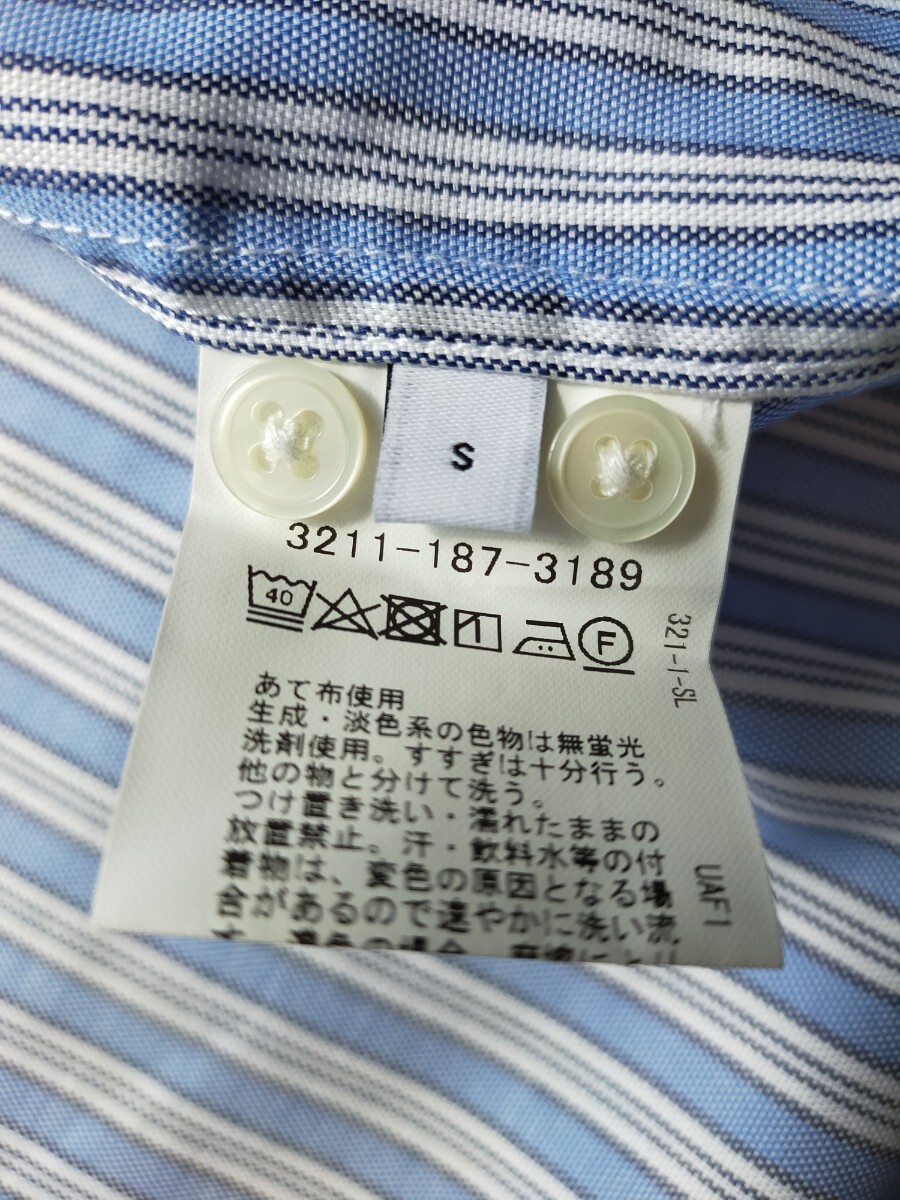 S
3211-187-3189
40 F
321-1-SL
あて布使用
生成・淡色系の色物は無蛍光
洗剤使用。すすぎは十分行う。
他の物と分けて洗う。
つけ置き洗い・濡れたままの
放置禁止。汗・飲料水等の付
着物は、変色の原因となる場
合があるので速やかに洗い流
UAF1